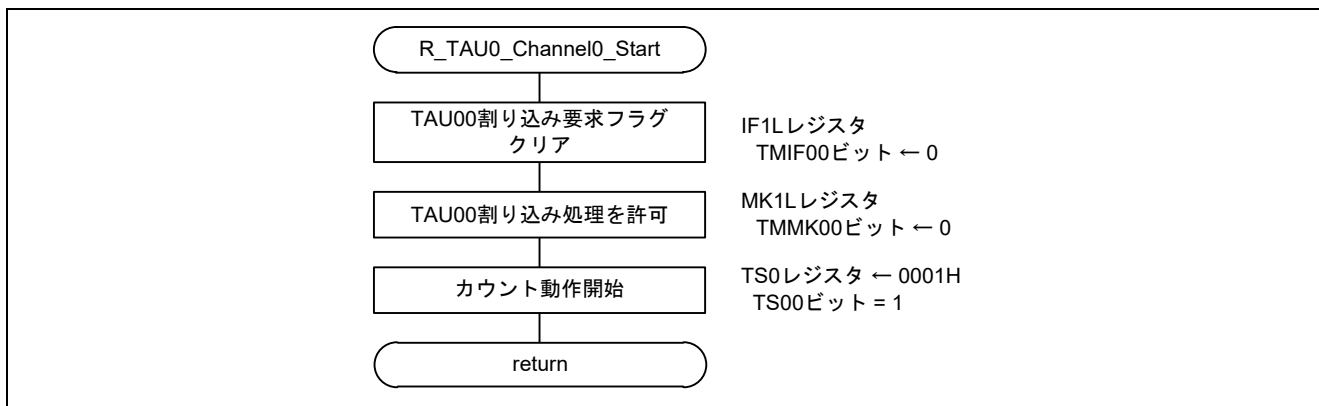 R_TAU0_Channel0_Start
TAU00割り込み要求フラグ
クリア
IF1Lレジスタ
TMIF00ビット ← 0
TAU00割り込み処理を許可
MK1Lレジスタ
TMMK00ビット ← 0
カウント動作開始
TS0レジスタ ← 0001H
TS00ビット = 1
return